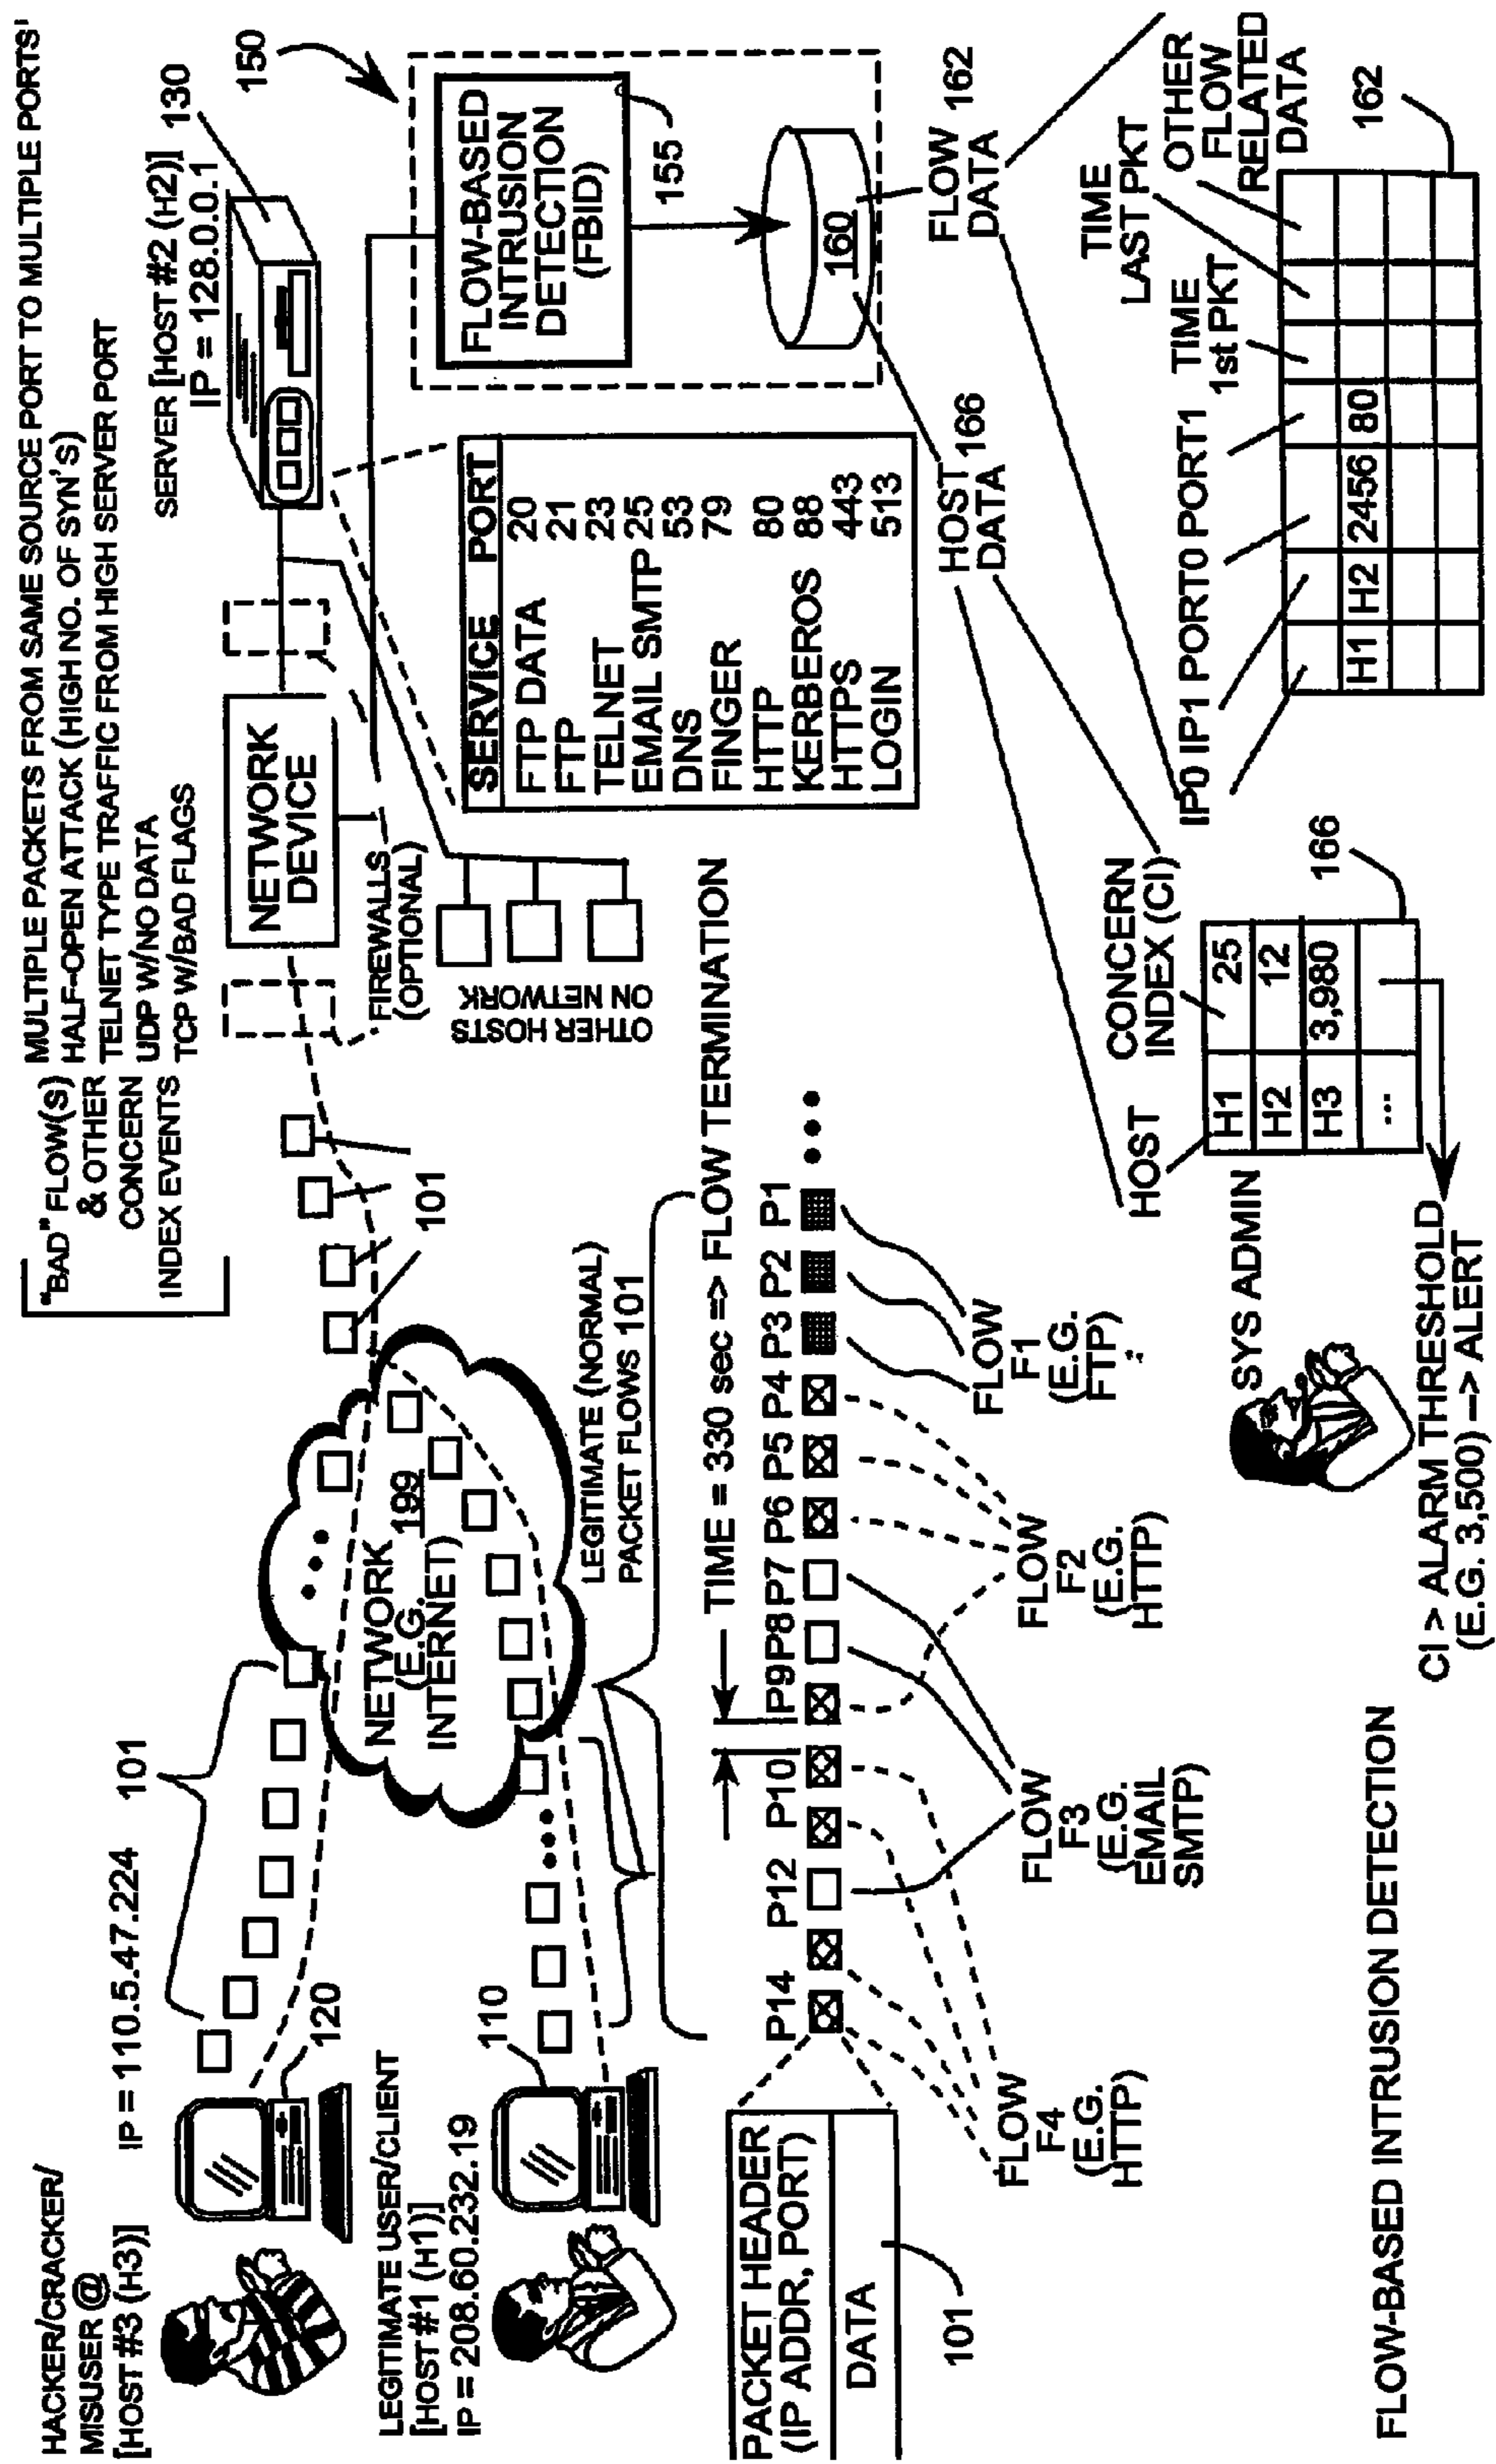 HACKER/CRACKER/
MISUSER @
[HOST #3 (H3)]
IP = 110.5.47.224
101
120
LEGITIMATE USER/CLIENT
[HOST #1 (H1)]
IP = 208.60.232.19
110
NETWORK 199
(E.G.
INTERNET)
"BAD" FLOW(S)
& OTHER
CONCERN
INDEX EVENTS
MULTIPLE PACKETS FROM SAME SOURCE PORT TO MULTIPLE PORTS'
HALF-OPEN ATTACK (HIGH NO. OF SYN'S)
TELNET TYPE TRAFFIC FROM HIGH SERVER PORT
UDP W/NO DATA
TCP W/BAD FLAGS
101
LEGITIMATE (NORMAL)
PACKET FLOWS 101
NETWORK
DEVICE
FIREWALLS
(OPTIONAL)
OTHER HOSTS
ON NETWORK
SERVER [HOST #2 (H2)]
IP = 128.0.0.1
130
150
FLOW-BASED
INTRUSION
DETECTION
(FBID)
155
160
SERVICE PORT
FTP DATA 20
FTP 21
TELNET 23
EMAIL SMTP 25
DNS 53
FINGER 79
HTTP 80
KERBEROS 88
HTTPS 443
LOGIN 513
TIME = 330 sec => FLOW TERMINATION
P14 P12 P10 P9 P8 P7 P6 P5 P4 P3 P2 P1
PACKET HEADER
(IP ADDR, PORT)
DATA
101
FLOW
F4
(E.G.
HTTP)
FLOW
F3
(E.G.
EMAIL
SMTP)
FLOW
F2
(E.G.
HTTP)
FLOW
F1
(E.G.
FTP)
HOST 166
DATA
FLOW 162
DATA
HOST
CONCERN
INDEX (CI)
H1 25
H2 12
H3 3,980
...
166
SYS ADMIN
CI > ALARM THRESHOLD
(E.G. 3,500) --> ALERT
IP0 IP1 PORT0 PORT1
TIME
1st PKT
TIME
LAST PKT
OTHER
FLOW
RELATED
DATA
H1 H2 2456 80
162
FLOW-BASED INTRUSION DETECTION